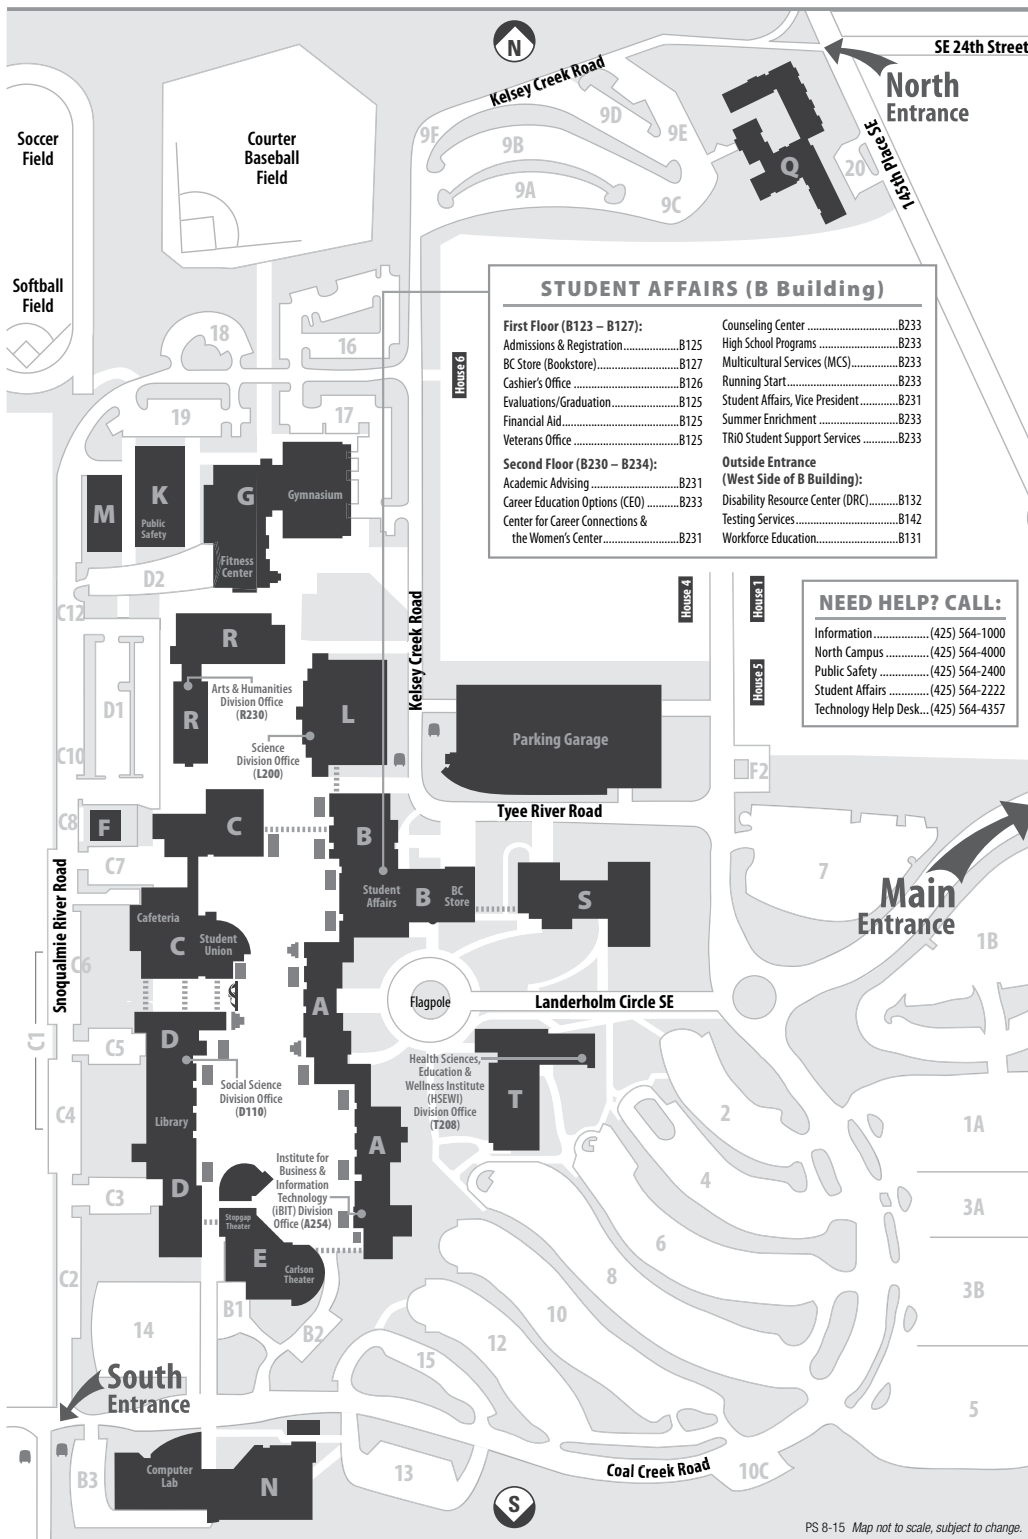 N
SE 24th Street
North
Entrance
Kelsey Creek Road
145th Place SE
Soccer
Field
Courter
Baseball
Field
Softball
Field
9F
9B
9D
9E
9A
9C
Q
20
18
16
19
17
House 6
STUDENT AFFAIRS (B Building)
First Floor (B123 – B127):
Admissions & Registration....................B125
BC Store (Bookstore)............................B127
Cashier's Office ....................................B126
Evaluations/Graduation.......................B125
Financial Aid........................................B125
Veterans Office ....................................B125
Second Floor (B230 – B234):
Academic Advising ..............................B231
Career Education Options (CEO) ...........B233
Center for Career Connections &
the Women's Center..........................B231
Counseling Center ...............................B233
High School Programs ...........................B233
Multicultural Services (MCS)................B233
Running Start......................................B233
Student Affairs, Vice President.............B231
Summer Enrichment ...........................B233
TRiO Student Support Services ............B233
Outside Entrance
(West Side of B Building):
Disability Resource Center (DRC).........B132
Testing Services...................................B142
Workforce Education............................B131
M
K
Public
Safety
G
Gymnasium
Fitness
Center
D2
C12
House 4
House 1
House 5
NEED HELP? CALL:
Information..................(425) 564-1000
North Campus ..............(425) 564-4000
Public Safety ................(425) 564-2400
Student Affairs .............(425) 564-2222
Technology Help Desk...(425) 564-4357
Kelsey Creek Road
R
Arts & Humanities
Division Office
(R230)
R
L
Science
Division Office
(L200)
D1
C10
Parking Garage
F2
Tyee River Road
C8
F
C
B
C7
7
Main
Entrance
Snoqualmie River Road
Student
Affairs
B
BC
Store
S
Cafeteria
C
Student
Union
1B
C6
A
Flagpole
Landerholm Circle SE
C1
D
C5
Health Sciences,
Education &
Wellness Institute
(HSEWI)
Division Office
(T208)
T
Social Science
Division Office
(D110)
2
C4
Library
1A
A
Institute for
Business &
Information
Technology
(iBIT) Division
Office (A254)
4
D
C3
3A
Stopgap
Theater
E
Carlson
Theater
6
8
C2
3B
B1
B2
10
12
14
15
South
Entrance
5
Computer
Lab
B3
N
13
Coal Creek Road
10C
S
PS 8-15 Map not to scale, subject to change.